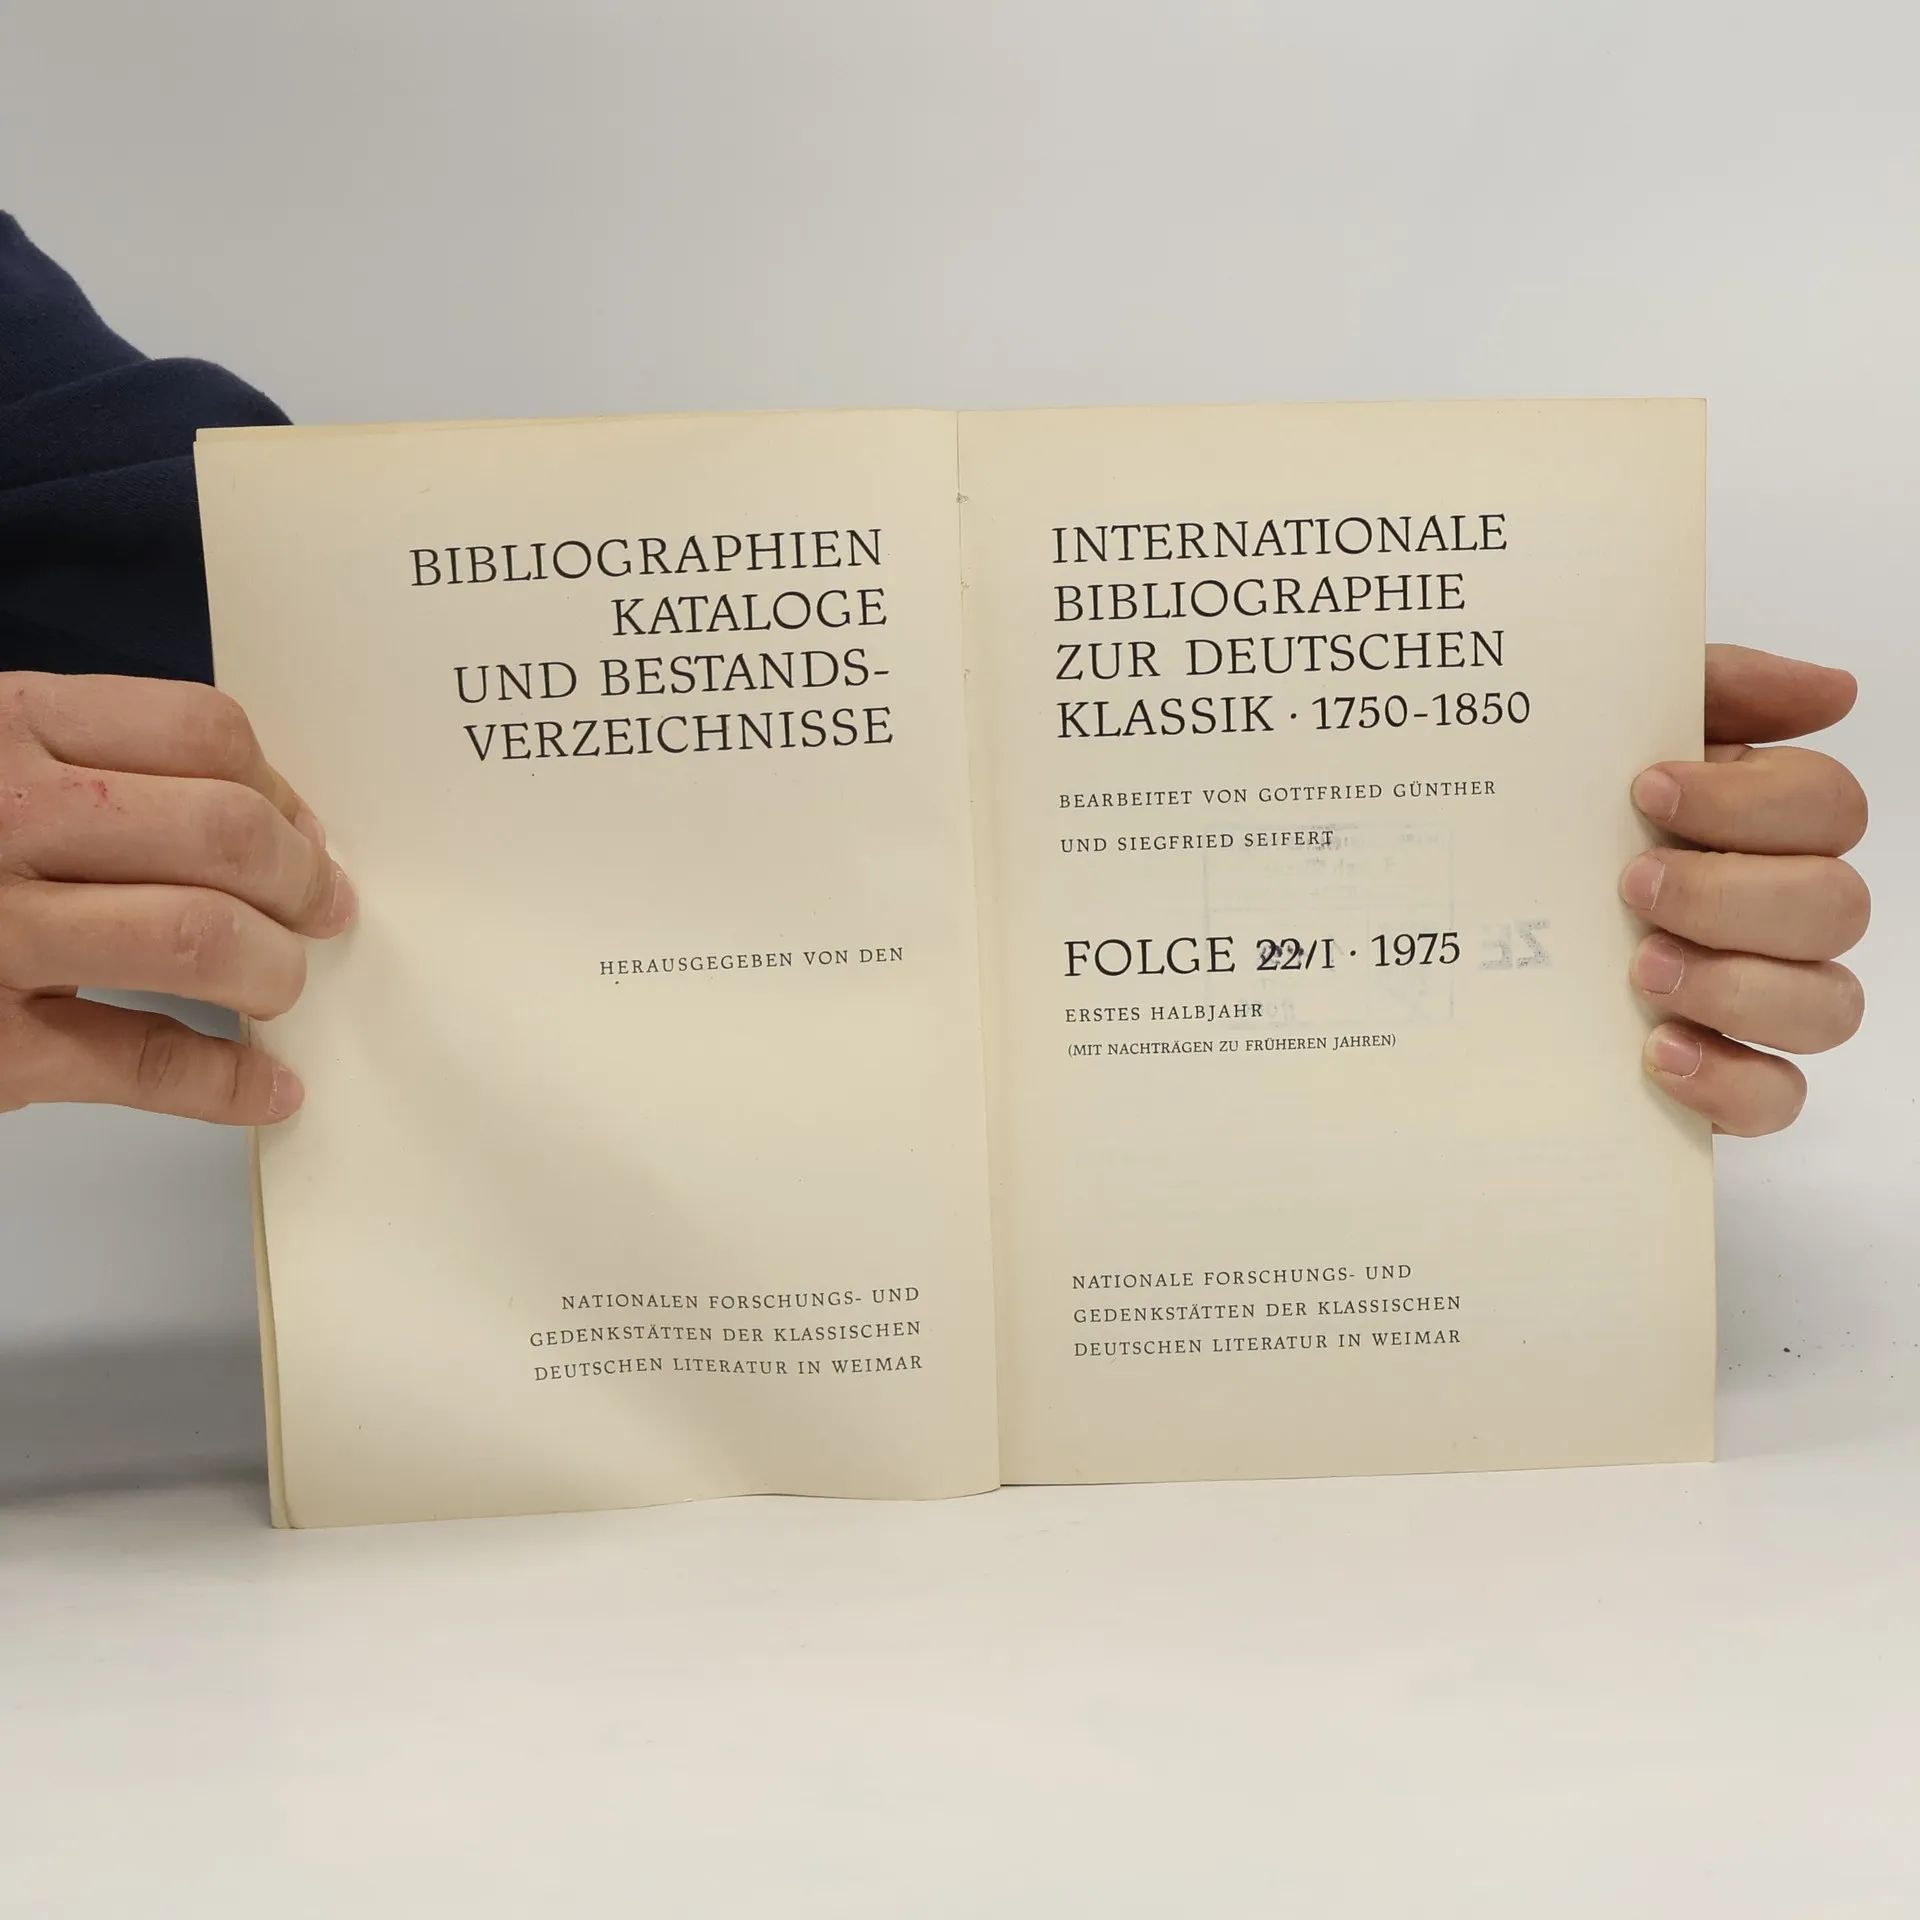 BIBLIOGRAPHIEN
KATALOGE
UND BESTANDS-
VERZEICHNISSE
HERAUSGEGEBEN VON DEN
NATIONALEN FORSCHUNGS- UND
GEDENKSTÄTTEN DER KLASSISCHEN
DEUTSCHEN LITERATUR IN WEIMAR
INTERNATIONALE
BIBLIOGRAPHIE
ZUR DEUTSCHEN
KLASSIK · 1750-1850
BEARBEITET VON GOTTFRIED GÜNTHER
UND SIEGFRIED SEIFERT
FOLGE 22/I · 1975
ERSTES HALBJAHR
(MIT NACHTRÄGEN ZU FRÜHEREN JAHREN)
NATIONALE FORSCHUNGS- UND
GEDENKSTÄTTEN DER KLASSISCHEN
DEUTSCHEN LITERATUR IN WEIMAR